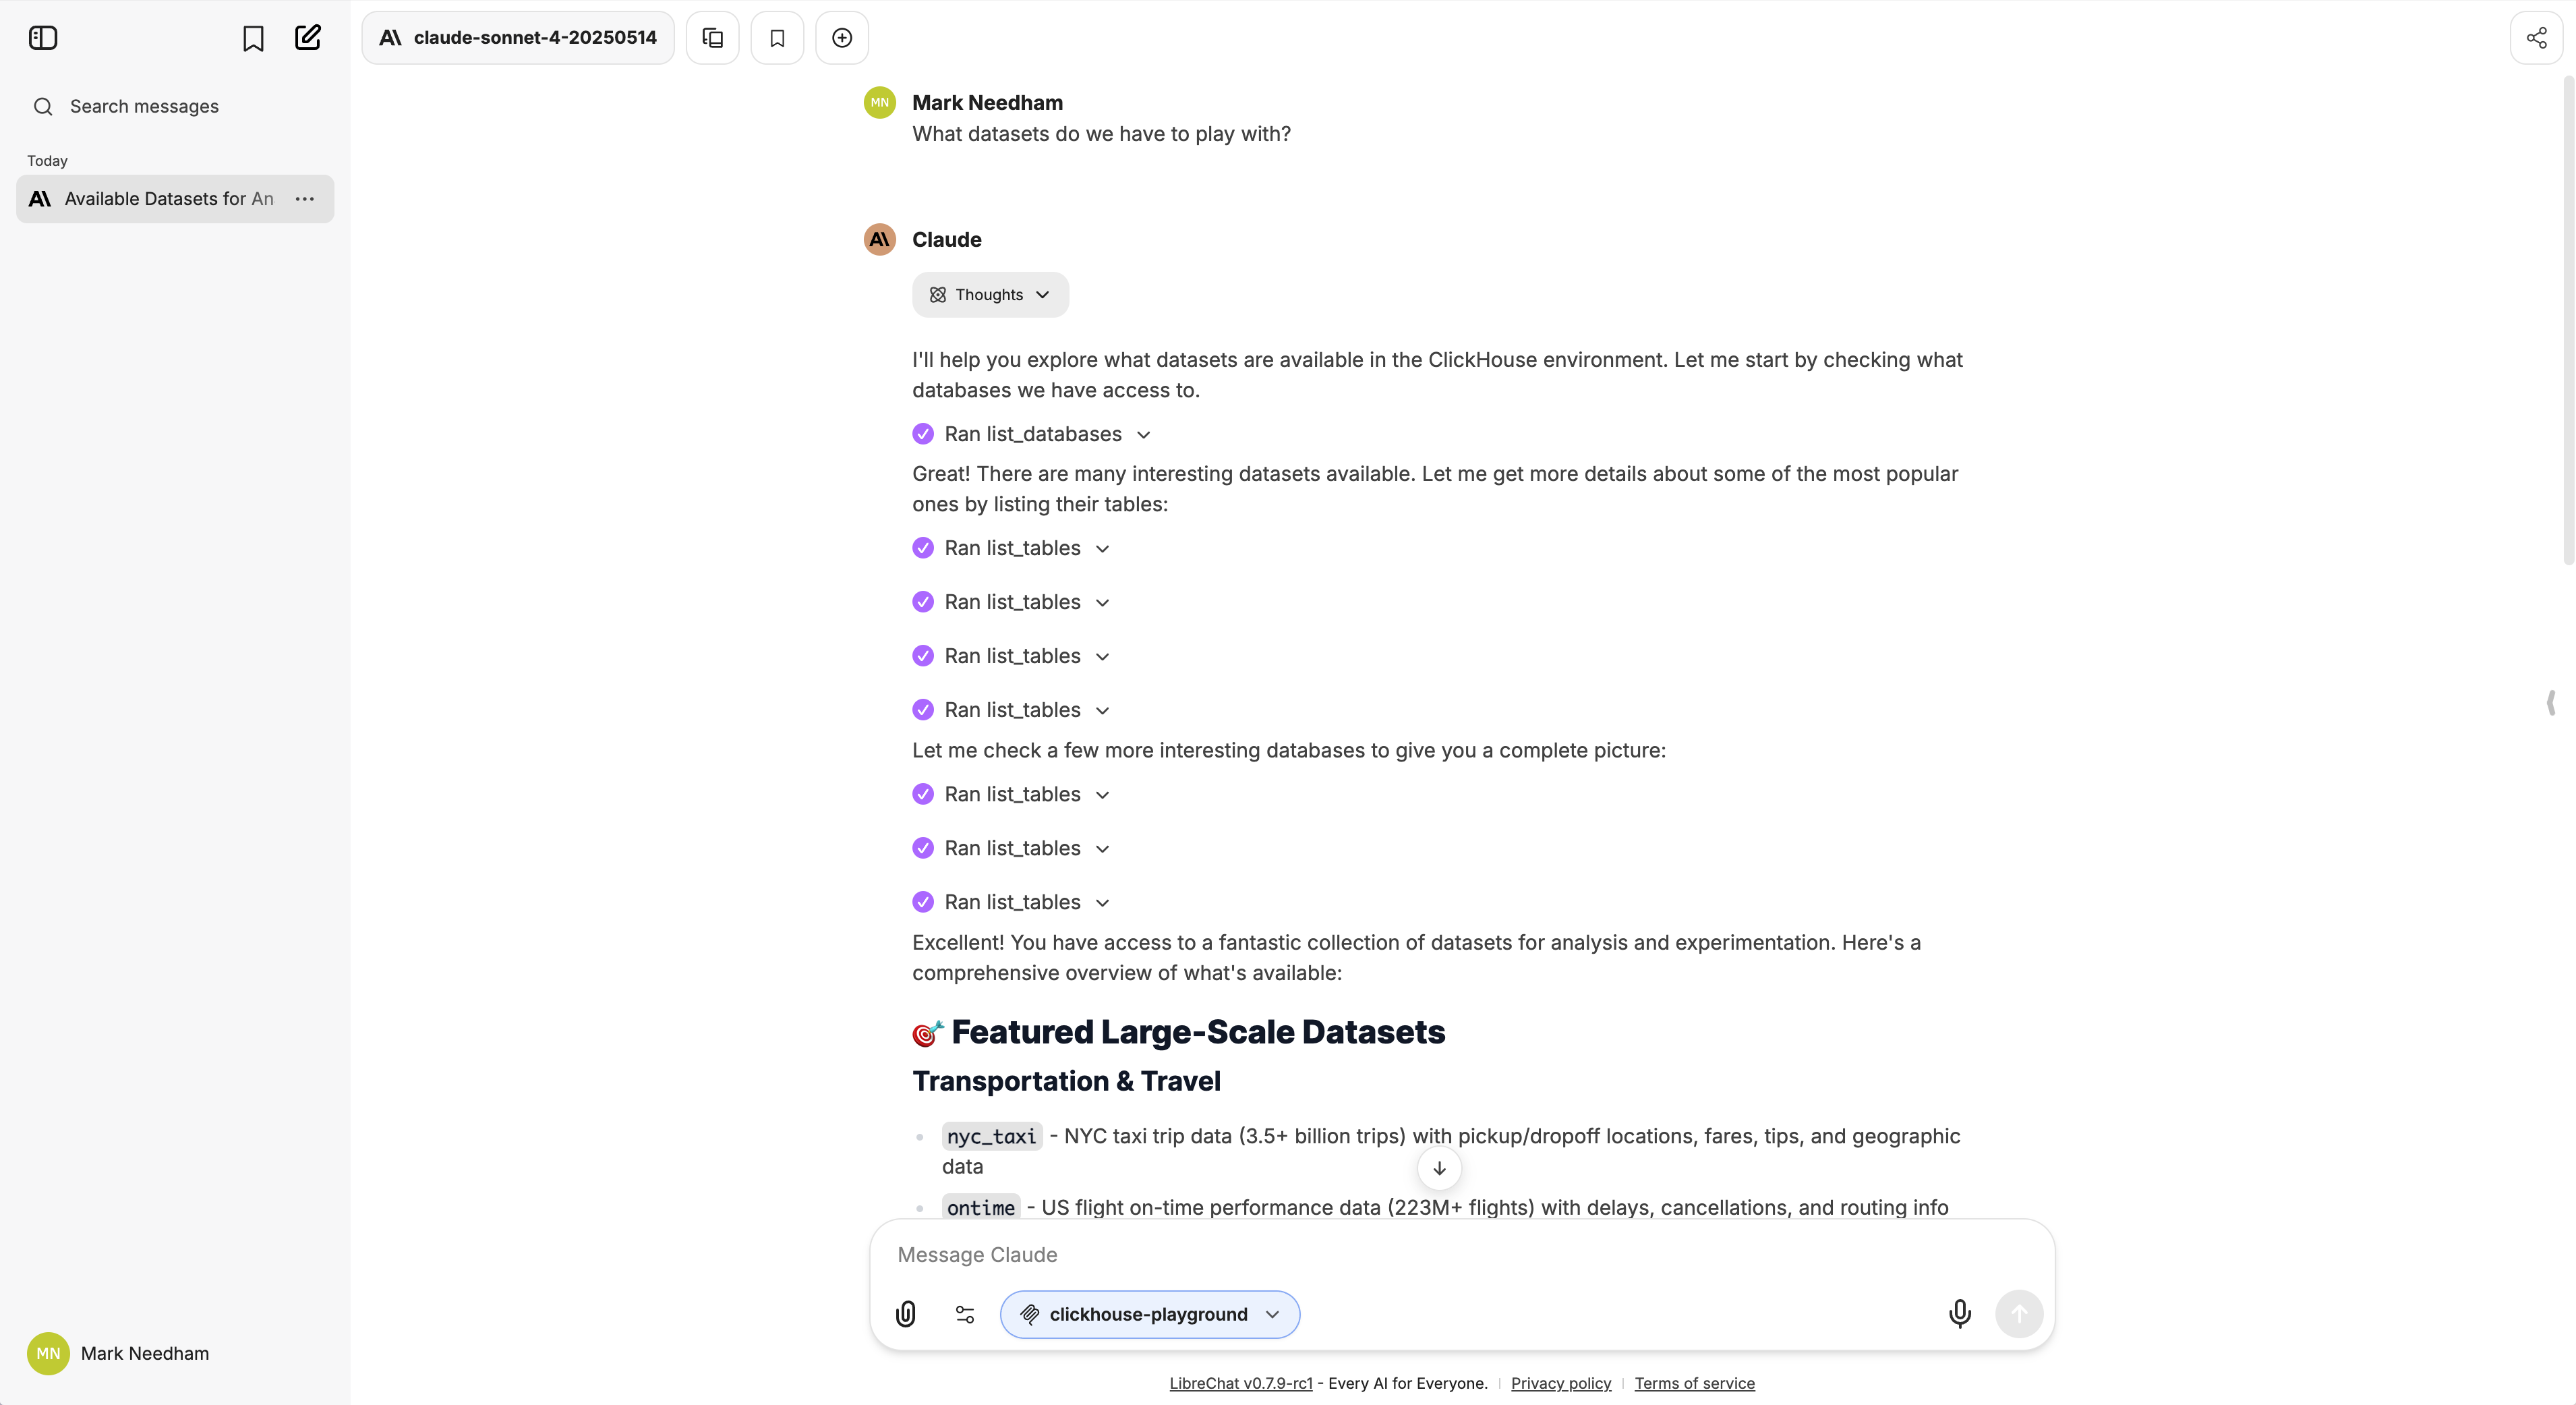 claude-sonnet-4-20250514
Search messages
Today
Available Datasets for An
MN
Mark Needham
What datasets do we have to play with?
Claude
Thoughts
I'll help you explore what datasets are available in the ClickHouse environment. Let me start by checking what
databases we have access to.
Ran list_databases
Great! There are many interesting datasets available. Let me get more details about some of the most popular
ones by listing their tables:
Ran list_tables
Ran list_tables
Ran list_tables
Ran list_tables
Let me check a few more interesting databases to give you a complete picture:
Ran list_tables
Ran list_tables
Ran list_tables
Excellent! You have access to a fantastic collection of datasets for analysis and experimentation. Here's a
comprehensive overview of what's available:
🎯 Featured Large-Scale Datasets
Transportation & Travel
• nyc_taxi - NYC taxi trip data (3.5+ billion trips) with pickup/dropoff locations, fares, tips, and geographic
data
• ontime - US flight on-time performance data (223M+ flights) with delays, cancellations, and routing info
Message Claude
clickhouse-playground
MN
Mark Needham
LibreChat v0.7.9-rc1 - Every AI for Everyone. | Privacy policy | Terms of service